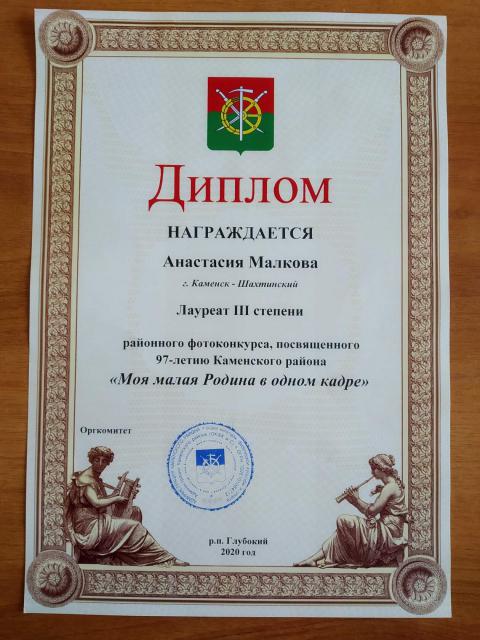 Диплом
НАГРАЖДАЕТСЯ
Анастасия Малкова
г. Каменск - Шахтинский
Лауреат III степени
районного фотоконкурса, посвященного
97-летию Каменского района
«Моя малая Родина в одном кадре»
Оргкомитет
р.п. Глубокий
2020 год